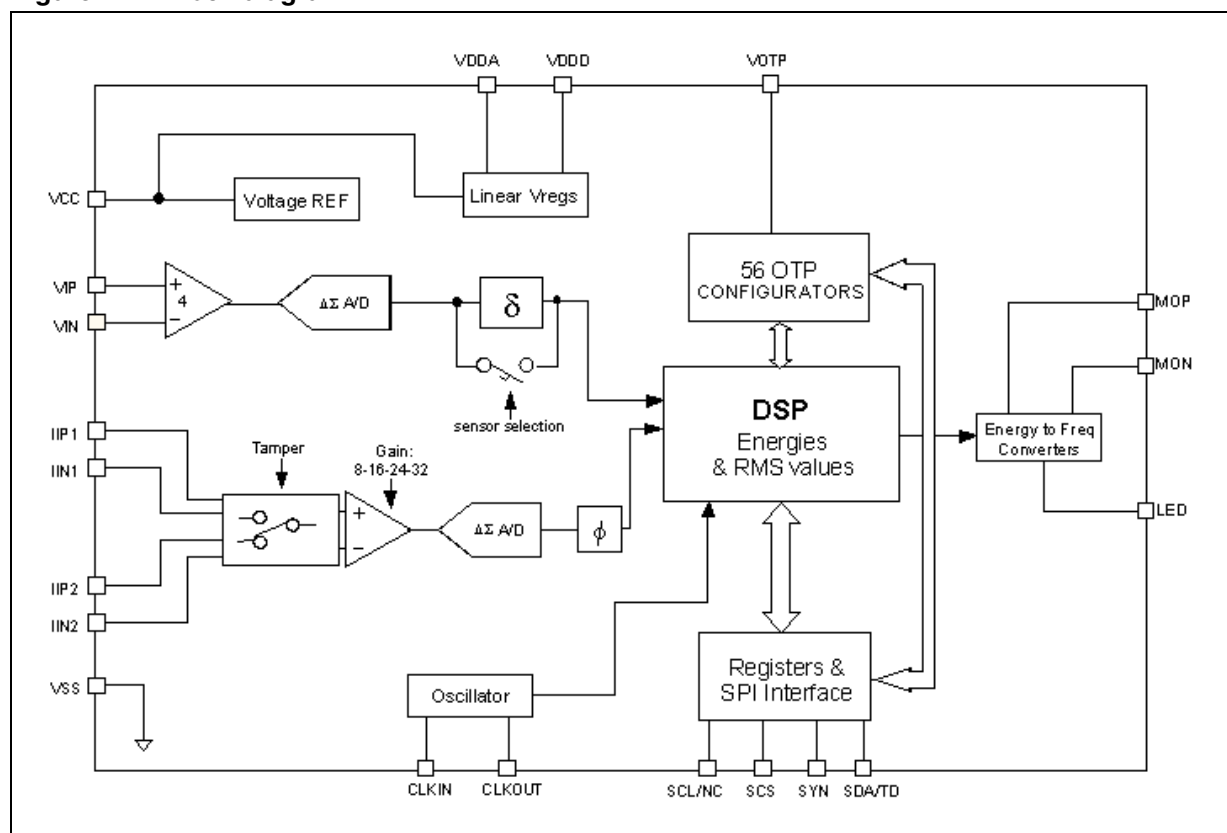 VDDA
VDDD
VOTP
VCC
Voltage REF
Linear Vregs
VIP
VIN
+
4
−
ΔΣ A/D
δ
sensor selection
56 OTP
CONFIGURATORS
MOP
MON
DSP
Energies
& RMS values
Energy to Freq
Converters
LED
IIP1
IIN1
Tamper
Gain:
8-16-24-32
+
−
ΔΣ A/D
ϕ
IIP2
IIN2
VSS
Oscillator
Registers &
SPI Interface
CLKIN
CLKOUT
SCL/NC
SCS
SYN
SDA/TD